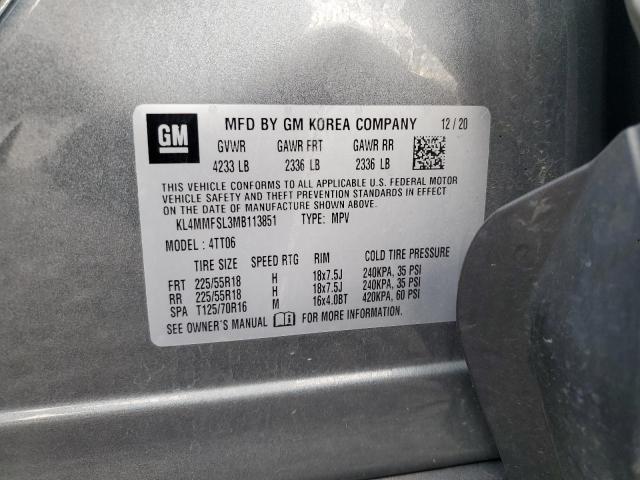 GM MFD BY GM KOREA COMPANY 12/20
GVWR GAWR FRT GAWR RR
4233 LB 2336 LB 2336 LB
THIS VEHICLE CONFORMS TO ALL APPLICABLE U.S. FEDERAL MOTOR
VEHICLE SAFETY AND THEFT PREVENTION STANDARDS IN EFFECT
ON THE DATE OF MANUFACTURE SHOWN ABOVE.
KL4MMFSL3MB113851 TYPE: MPV
MODEL : 4TT06
TIRE SIZE SPEED RTG RIM COLD TIRE PRESSURE
FRT 225/55R18 H 18x7.5J 240KPA, 35 PSI
RR 225/55R18 H 18x7.5J 240KPA, 35 PSI
SPA T125/70R16 M 16x4.0BT 420KPA, 60 PSI
SEE OWNER'S MANUAL FOR MORE INFORMATION.